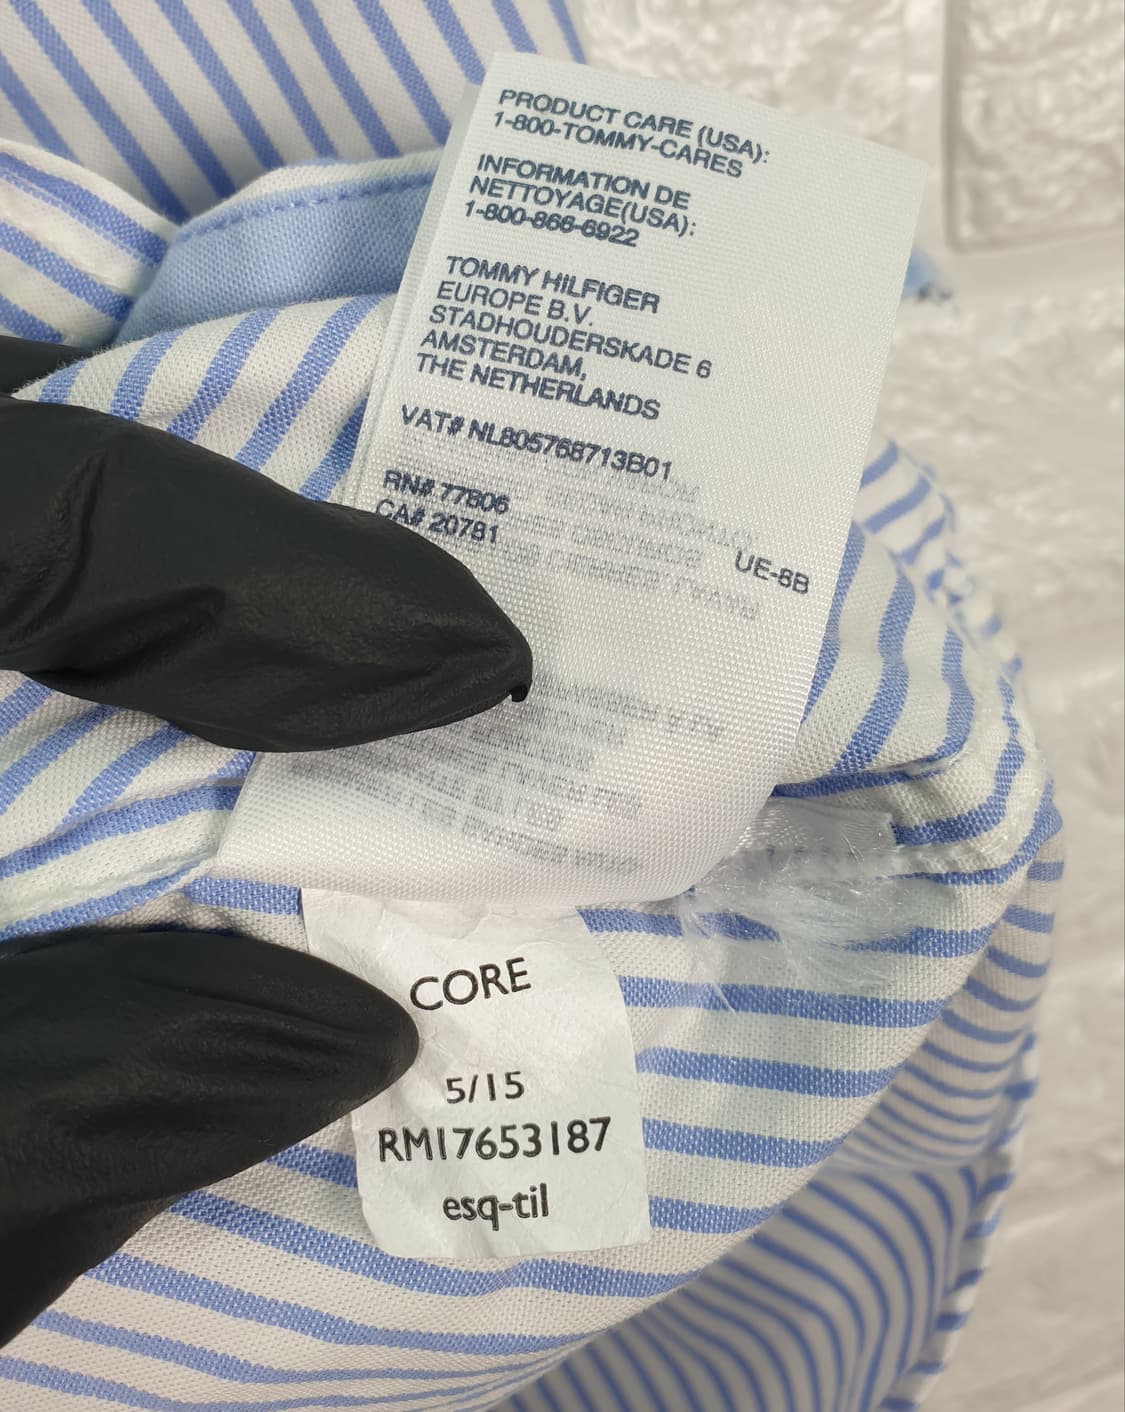 PRODUCT CARE (USA):
1-800-TOMMY-CARES
INFORMATION DE
NETTOYAGE(USA):
1-800-866-6922
TOMMY HILFIGER
EUROPE B.V.
STADHOUDERSKADE 6
AMSTERDAM,
THE NETHERLANDS
VAT# NL805768713B01
RN# 77806
CA# 20781
UE-8B
CORE
5/15
RM17653187
esq-til